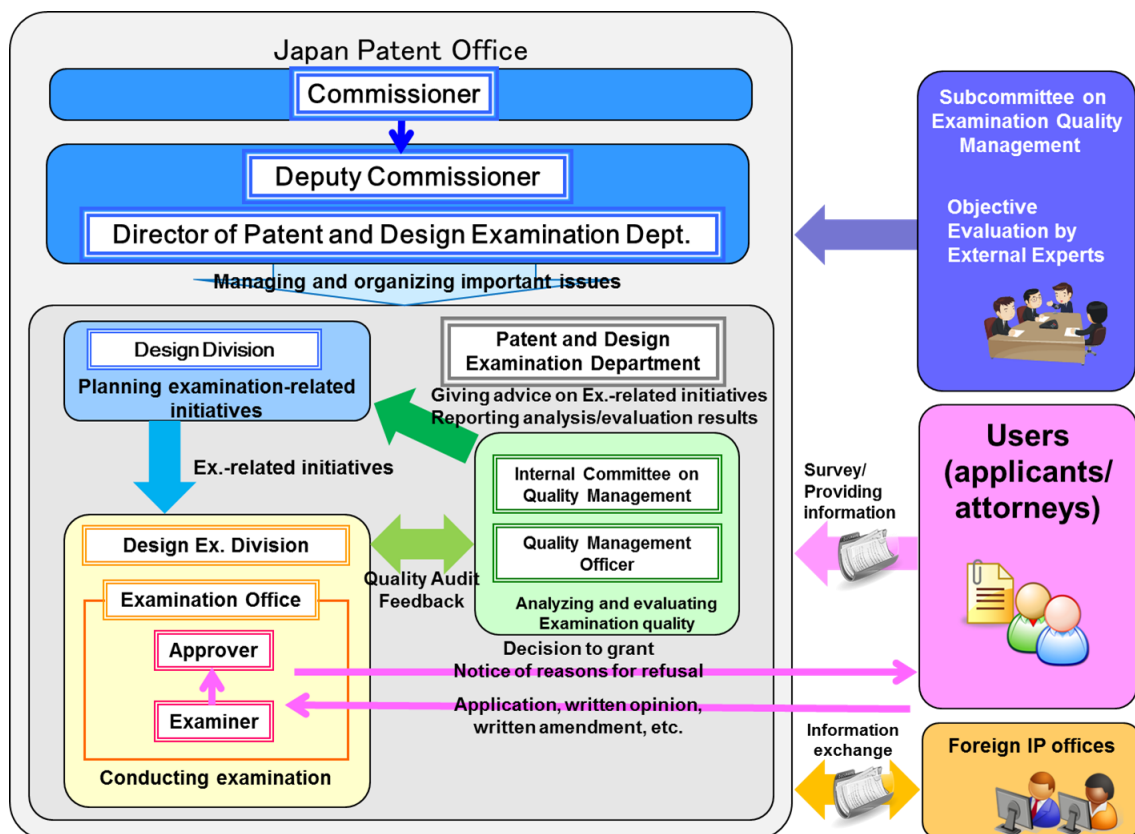 Japan Patent Office
Commissioner
Deputy Commissioner
Director of Patent and Design Examination Dept.
Managing and organizing important issues
Design Division
Planning examination-related
initiatives
Patent and Design
Examination Department
Giving advice on Ex.-related initiatives
Reporting analysis/evaluation results
Ex.-related initiatives
Internal Committee on
Quality Management
Quality Management
Officer
Analyzing and evaluating
Examination quality
Design Ex. Division
Quality Audit
Feedback
Examination Office
Approver
Examiner
Conducting examination
Decision to grant
Notice of reasons for refusal
Application, written opinion,
written amendment, etc.
Subcommittee on
Examination Quality
Management
Objective
Evaluation by
External Experts
Survey/
Providing
information
Users
(applicants/
attorneys)
Information
exchange
Foreign IP offices